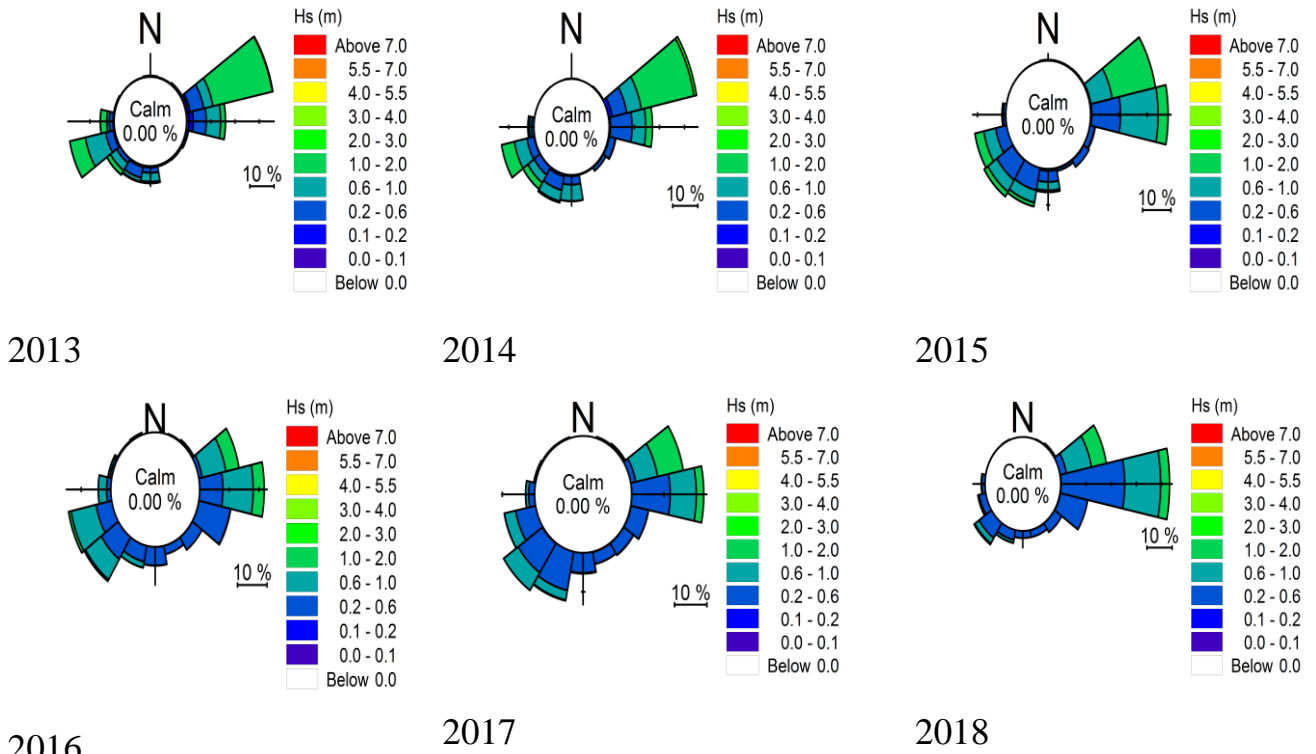 N
Calm
0.00 %
10 %
Hs (m)
Above 7.0
5.5 - 7.0
4.0 - 5.5
3.0 - 4.0
2.0 - 3.0
1.0 - 2.0
0.6 - 1.0
0.2 - 0.6
0.1 - 0.2
0.0 - 0.1
Below 0.0
2013
N
Calm
0.00 %
10 %
Hs (m)
Above 7.0
5.5 - 7.0
4.0 - 5.5
3.0 - 4.0
2.0 - 3.0
1.0 - 2.0
0.6 - 1.0
0.2 - 0.6
0.1 - 0.2
0.0 - 0.1
Below 0.0
2014
N
Calm
0.00 %
10 %
Hs (m)
Above 7.0
5.5 - 7.0
4.0 - 5.5
3.0 - 4.0
2.0 - 3.0
1.0 - 2.0
0.6 - 1.0
0.2 - 0.6
0.1 - 0.2
0.0 - 0.1
Below 0.0
2015
N
Calm
0.00 %
10 %
Hs (m)
Above 7.0
5.5 - 7.0
4.0 - 5.5
3.0 - 4.0
2.0 - 3.0
1.0 - 2.0
0.6 - 1.0
0.2 - 0.6
0.1 - 0.2
0.0 - 0.1
Below 0.0
2016
N
Calm
0.00 %
10 %
Hs (m)
Above 7.0
5.5 - 7.0
4.0 - 5.5
3.0 - 4.0
2.0 - 3.0
1.0 - 2.0
0.6 - 1.0
0.2 - 0.6
0.1 - 0.2
0.0 - 0.1
Below 0.0
2017
N
Calm
0.00 %
10 %
Hs (m)
Above 7.0
5.5 - 7.0
4.0 - 5.5
3.0 - 4.0
2.0 - 3.0
1.0 - 2.0
0.6 - 1.0
0.2 - 0.6
0.1 - 0.2
0.0 - 0.1
Below 0.0
2018